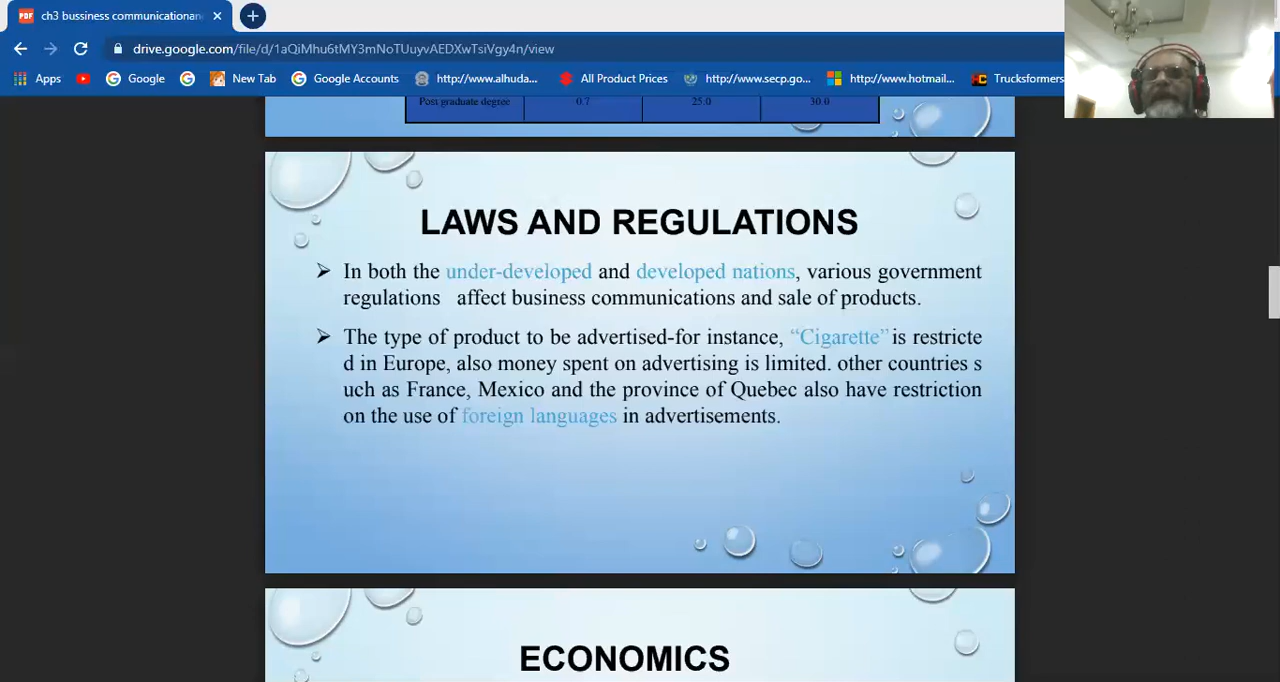 PDF ch3 bussiness communicationan
drive.google.com/file/d/1aQiMhu6tMY3mNoTUuyvAEDXwTsiVgy4n/view
Apps Google New Tab Google Accounts http://www.alhuda... All Product Prices http://www.secp.go... http://www.hotmail... Trucksformers
Post graduate degree 0.7 25.0 30.0
LAWS AND REGULATIONS
In both the under-developed and developed nations, various government
regulations affect business communications and sale of products.
The type of product to be advertised-for instance, “Cigarette” is restricte
d in Europe, also money spent on advertising is limited. other countries s
uch as France, Mexico and the province of Quebec also have restriction
on the use of foreign languages in advertisements.
ECONOMICS